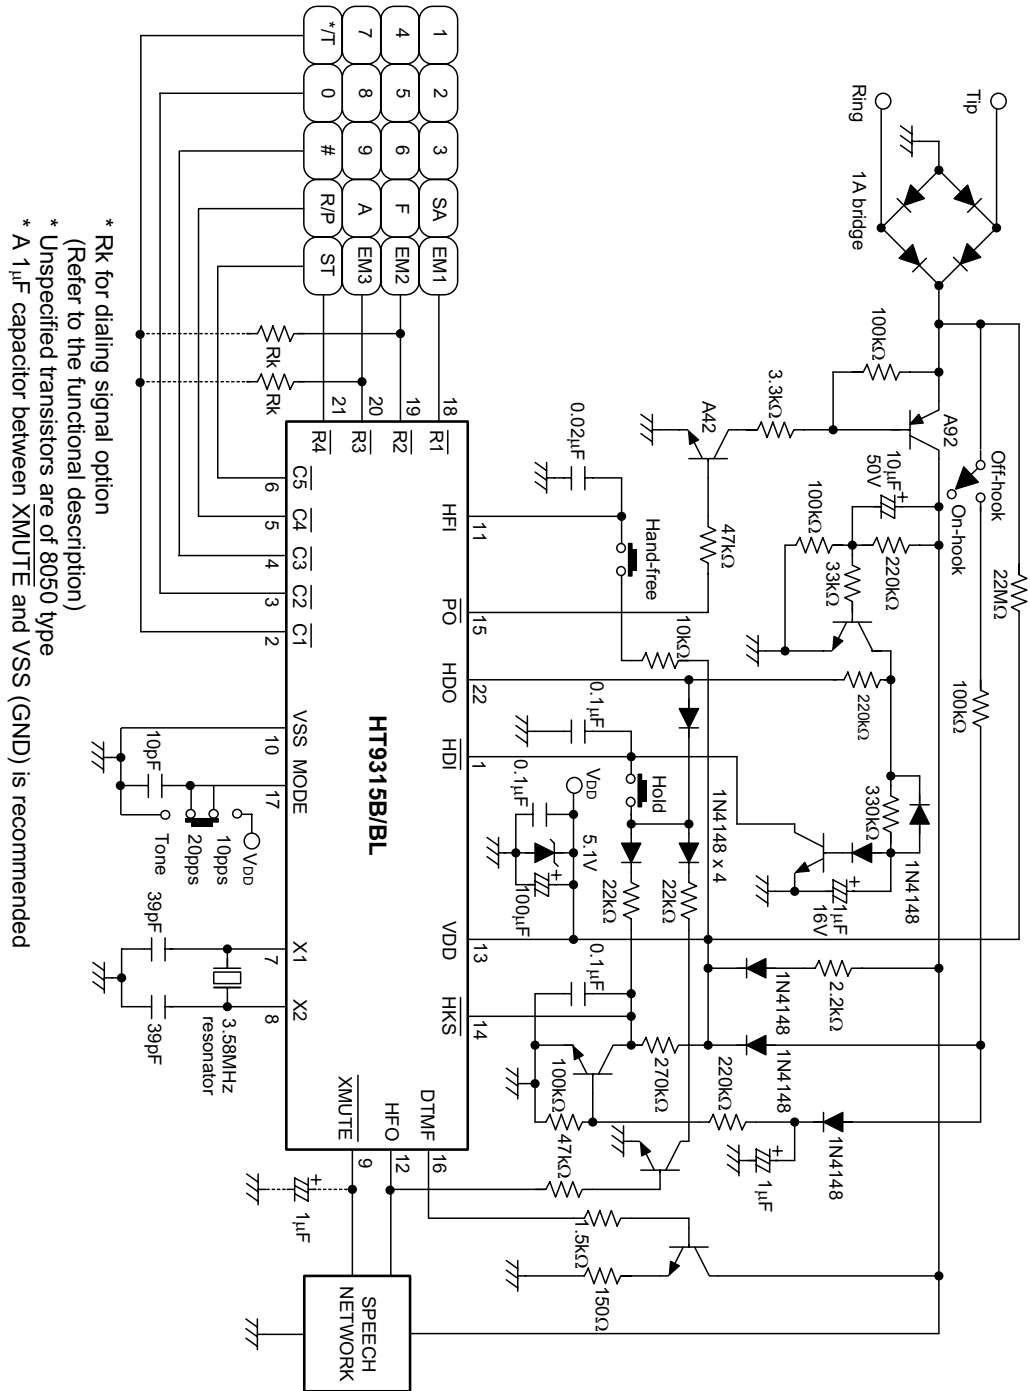 Tip
Ring
1A bridge
100kΩ
A92
Off-hook
On-hook
22MΩ
100kΩ
3.3kΩ
A42
47kΩ
10μF
50V
+
100kΩ
220kΩ
33kΩ
220kΩ
330kΩ
1N4148
1μF
16V
+
1N4148
2.2kΩ
1N4148
1N4148
220kΩ
1μF
+
270kΩ
100kΩ
47kΩ
1.5kΩ
150Ω
0.02μF
Hand-free
10kΩ
0.1μF
Hold
1N4148 x 4
22kΩ
22kΩ
VDD
0.1μF
5.1V
100μF
+
0.1μF
1 2 3 SA EM1
4 5 6 F EM2
7 8 9 A EM3
*/T 0 # R/P ST
Rk
Rk
18 R1
19 R2
20 R3
21 R4
6 C5
5 C4
4 C3
3 C2
2 C1
11 HFI
15 PO
22 HDO
1 HDI
13 VDD
14 HKS
HT9315B/BL
VSS 10
MODE 17
X1 7
X2 8
XMUTE 9
HFO 12
DTMF 16
10pF
VDD
10pps
20pps
Tone
39pF
39pF
3.58MHz
resonator
1μF
+
SPEECH
NETWORK
* Rk for dialing signal option
(Refer to the functional description)
* Unspecified transistors are of 8050 type
* A 1μF capacitor between XMUTE and VSS (GND) is recommended